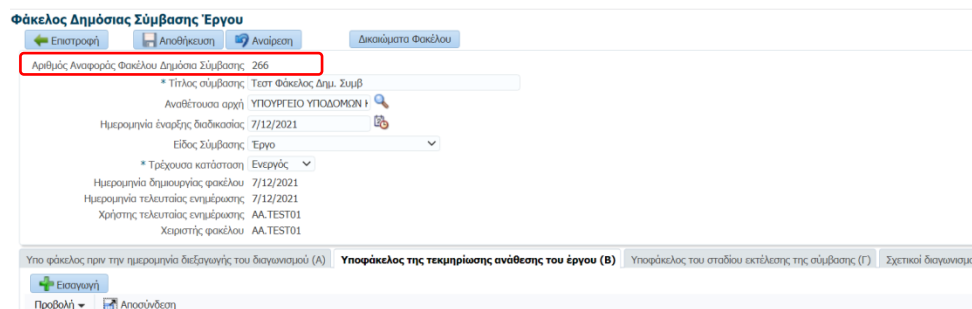 Φάκελος Δημόσιας Σύμβασης Έργου
Επιστροφή Αποθήκευση Αναίρεση Δικαιώματα Φακέλου
Αριθμός Αναφοράς Φακέλου Δημόσια Σύμβασης 266
* Τίτλος σύμβασης Τεστ Φάκελος Δημ. Συμβ
Αναθέτουσα αρχή ΥΠΟΥΡΓΕΙΟ ΥΠΟΔΟΜΩΝ Κ
Ημερομηνία έναρξης διαδικασίας 7/12/2021
Είδος Σύμβασης Έργο
* Τρέχουσα κατάσταση Ενεργός
Ημερομηνία δημιουργίας φακέλου 7/12/2021
Ημερομηνία τελευταίας ενημέρωσης 7/12/2021
Χρήστης τελευταίας ενημέρωσης AA.TEST01
Χειριστής φακέλου AA.TEST01
Υπο φάκελος πριν την ημερομηνία διεξαγωγής του διαγωνισμού (Α) Υποφάκελος της τεκμηρίωσης ανάθεσης του έργου (Β) Υποφάκελος του σταδίου εκτέλεσης της σύμβασης (Γ) Σχετικοί διαγωνισμο
Εισαγωγή
Προβολή Αποσύνδεση